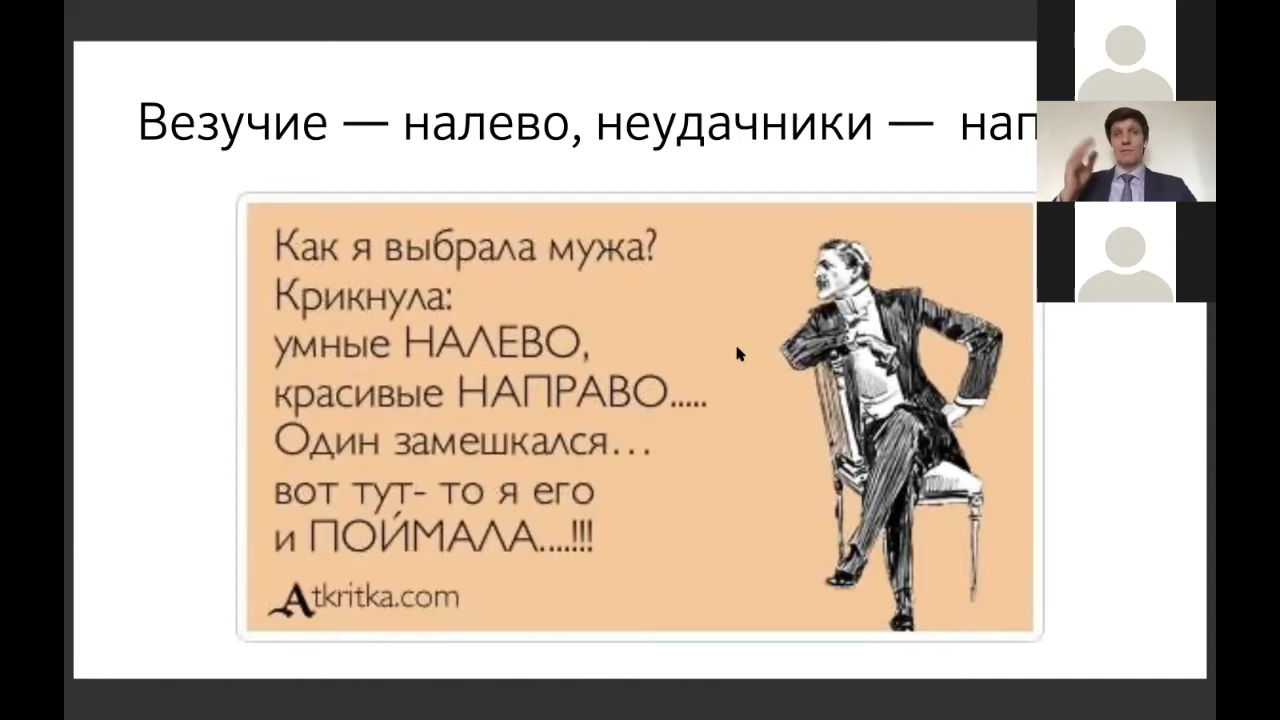 Везучие — налево, неудачники —
Как я выбрала мужа?
Крикнула:
умные НАЛЕВО,
красивые НАПРАВО.....
Один замешкался...
вот тут- то я его
и ПОЙМАЛА....!!!
Atkritka.com